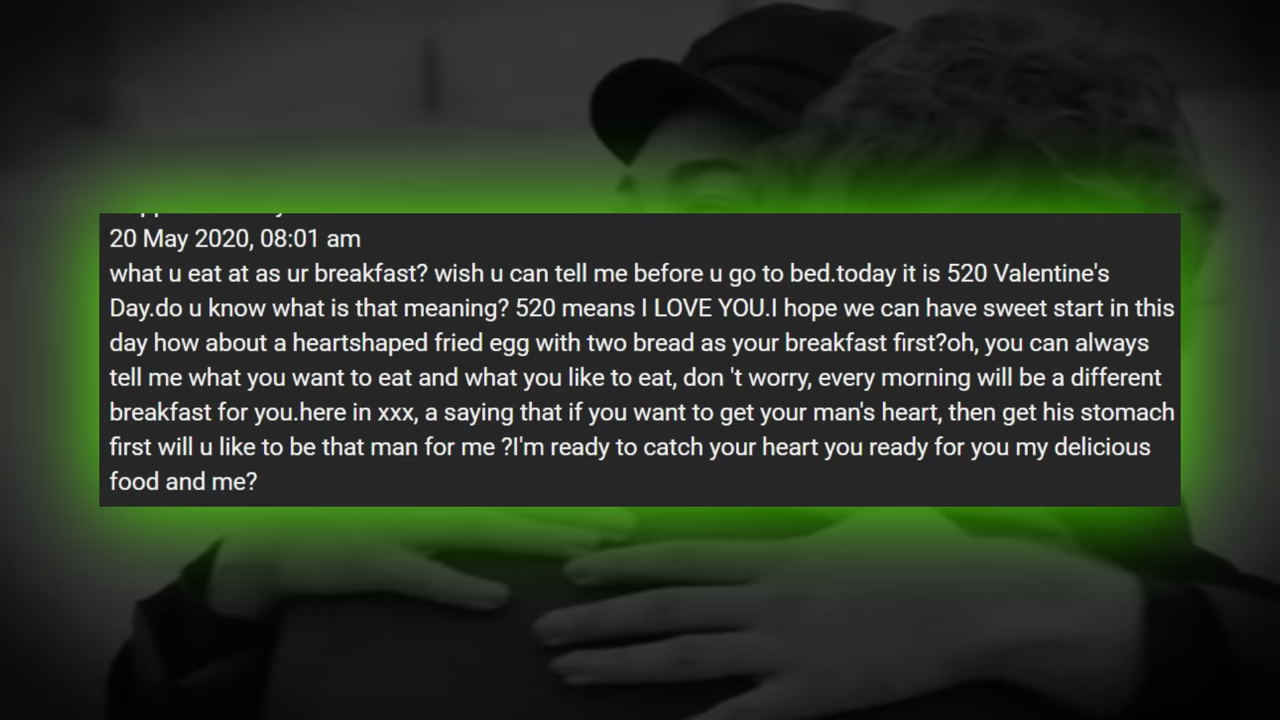 20 May 2020, 08:01 am
what u eat at as ur breakfast? wish u can tell me before u go to bed.today it is 520 Valentine's
Day.do u know what is that meaning? 520 means I LOVE YOU.I hope we can have sweet start in this
day how about a heartshaped fried egg with two bread as your breakfast first?oh, you can always
tell me what you want to eat and what you like to eat, don 't worry, every morning will be a different
breakfast for you.here in xxx, a saying that if you want to get your man's heart, then get his stomach
first will u like to be that man for me ?I'm ready to catch your heart you ready for you my delicious
food and me?